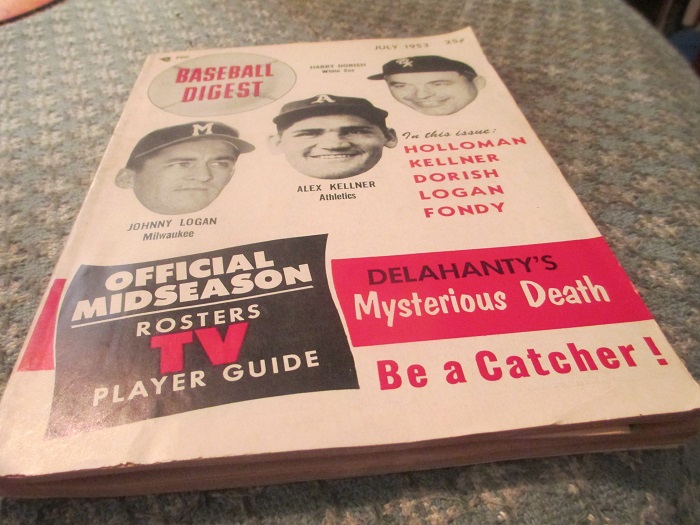 JULY 1953 25¢
BASEBALL
DIGEST
HARRY DORISH
White Sox
M
A
JOHNNY LOGAN
Milwaukee
ALEX KELLNER
Athletics
In this issue:
HOLLOMAN
KELLNER
DORISH
LOGAN
FONDY
OFFICIAL
MIDSEASON
ROSTERS
TV
PLAYER GUIDE
DELAHANTY'S
Mysterious Death
Be a Catcher!